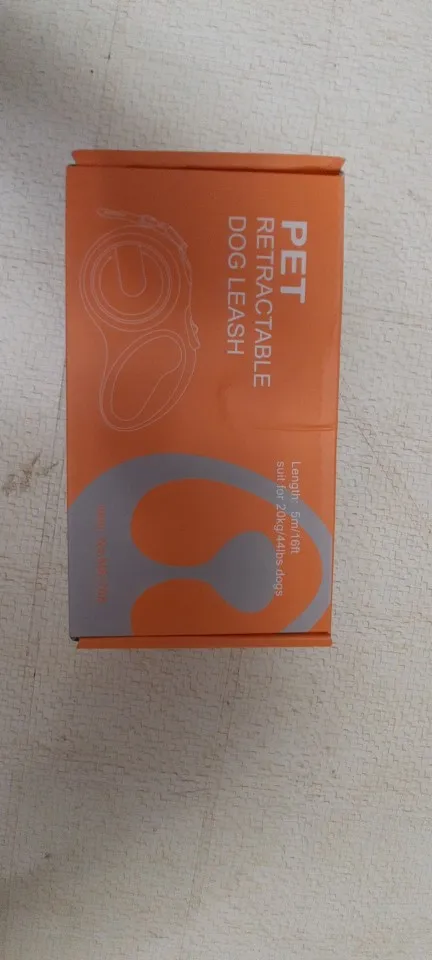 PET
RETRACTABLE
DOG LEASH
Length: 5m/16ft
suit for 20kg/44lbs dogs